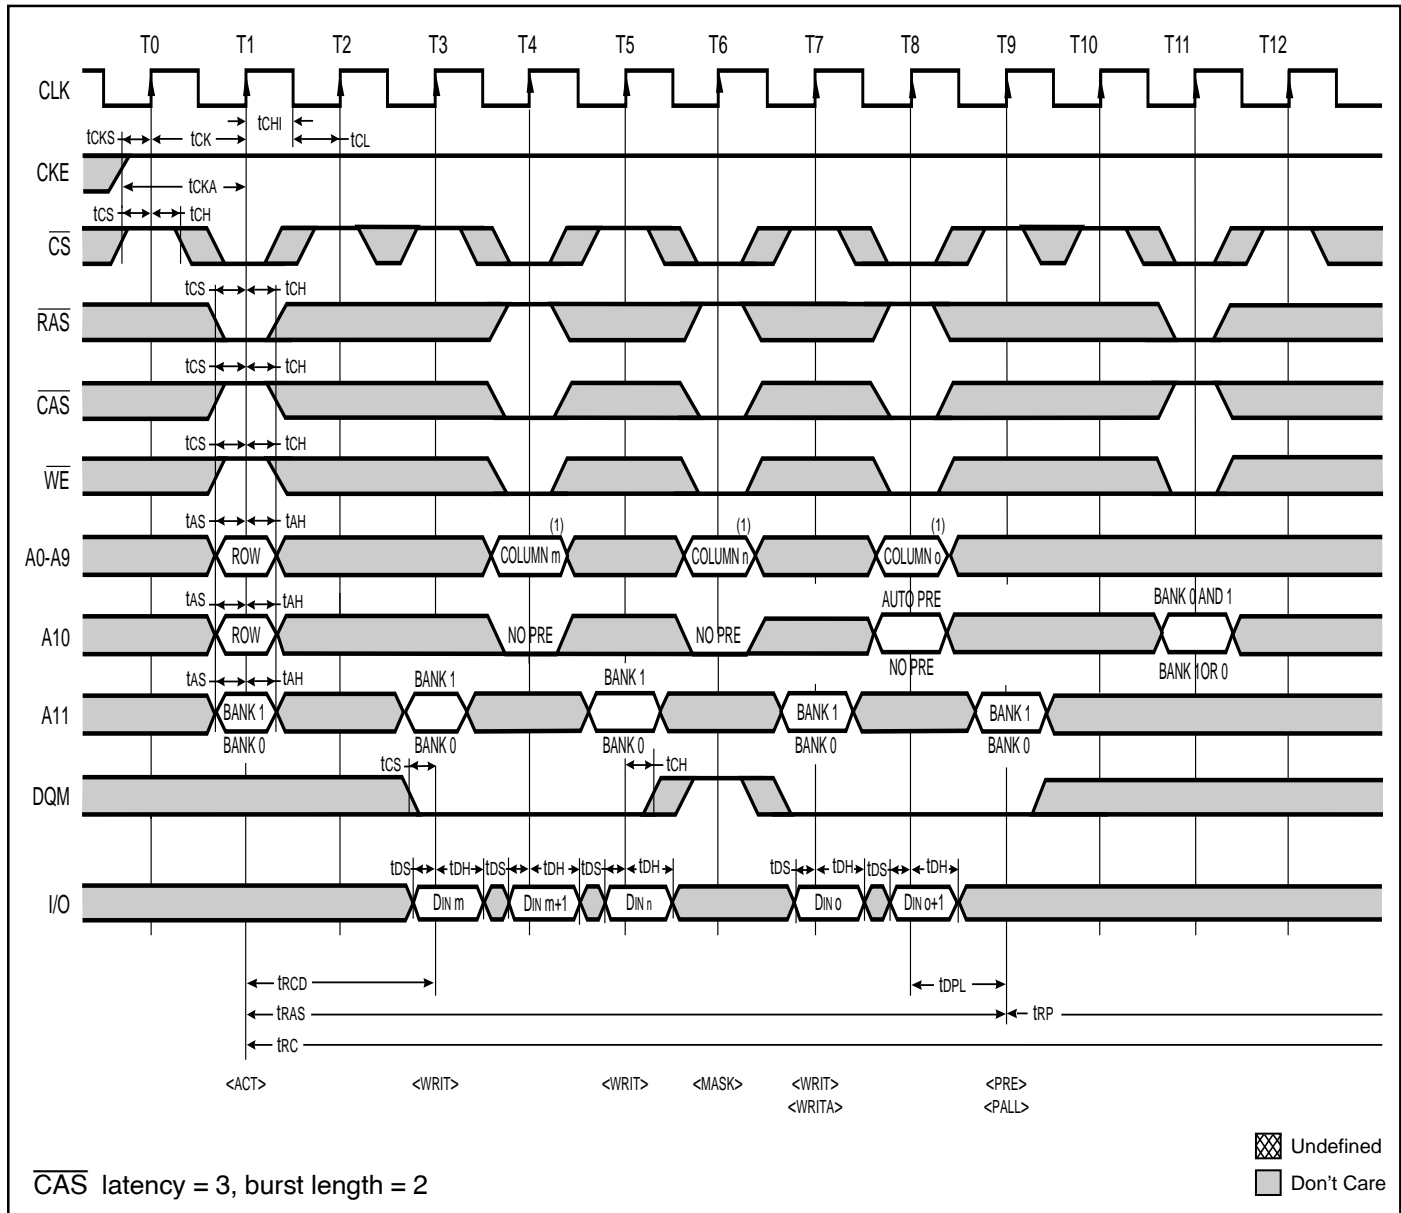 T0 T1 T2 T3 T4 T5 T6 T7 T8 T9 T10 T11 T12
CLK
tCHI
tCKS tCK tCL
CKE
tCKA
tCS tCH
CS
tCS tCH
RAS
tCS tCH
CAS
tCS tCH
WE
tAS tAH (1) (1) (1)
A0-A9 ROW COLUMN m COLUMN n COLUMN o
tAS tAH AUTO PRE BANK 0 AND 1
A10 ROW NO PRE NO PRE
NO PRE BANK 1 OR 0
tAS tAH BANK 1 BANK 1
A11 BANK 1 BANK 1 BANK 1
BANK 0 BANK 0 BANK 0 BANK 0 BANK 0
tCS tCH
DQM
tDS tDH tDS tDH tDS tDH tDS tDH tDS tDH
I/O DIN m DIN m+1 DIN n DIN o DIN o+1
tRCD tDPL
tRAS tRP
tRC
<ACT> <WRIT> <WRIT> <MASK> <WRIT> <PRE>
<WRITA> <PALL>
Undefined
Don't Care
CAS latency = 3, burst length = 2